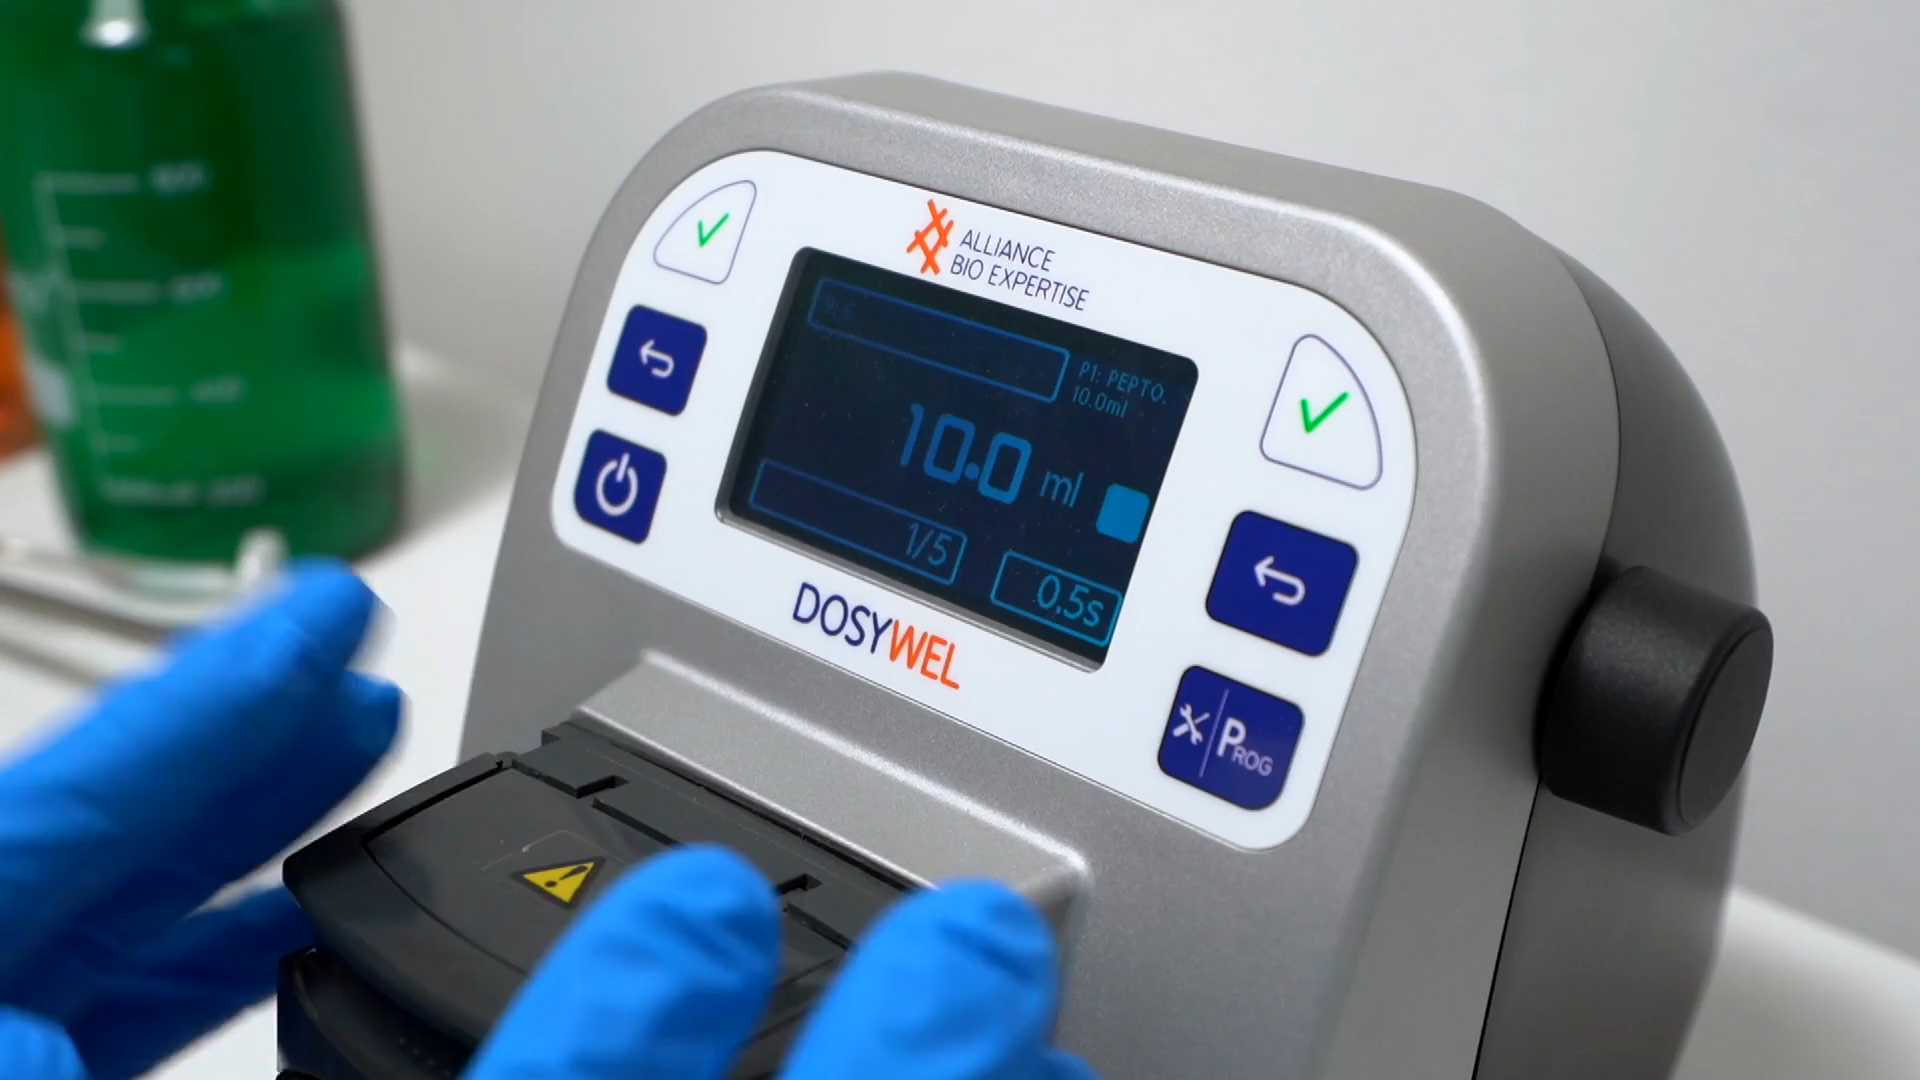 ALLIANCE
BIO EXPERTISE
P1: PEPTO.
10.0ml
10.0 ml
1/5
0.5s
DOSYWEL
PROG